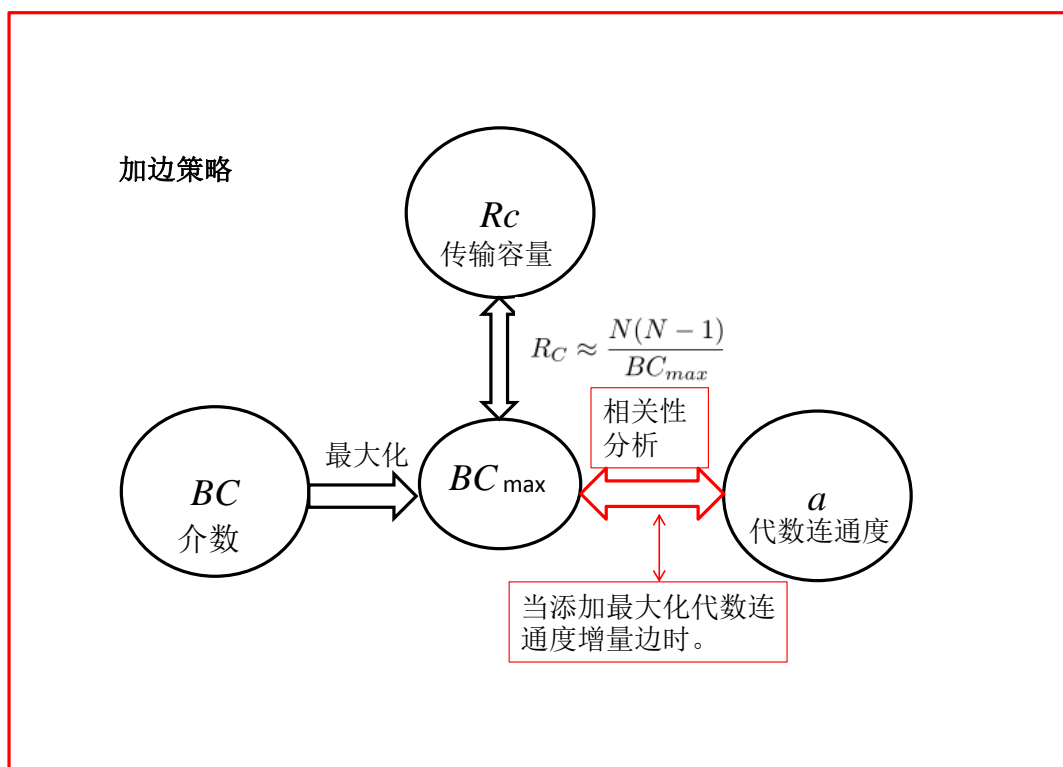 加边策略
Rc
传输容量
R_C ≈ N(N − 1) / BC_max
相关性
分析
最大化
BC
介数
BC max
a
代数连通度
当添加最大化代数连
通度增量边时。